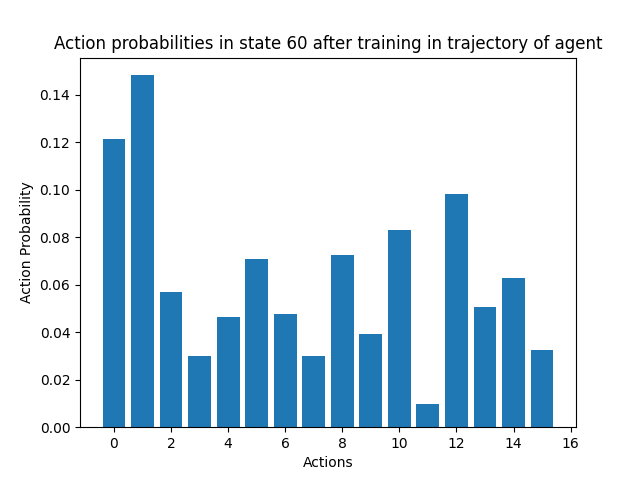 Action probabilities in state 60 after training in trajectory of agent
0.14
0.12
0.10
0.08
0.06
0.04
0.02
0.00
Action Probability
0 2 4 6 8 10 12 14 16
Actions